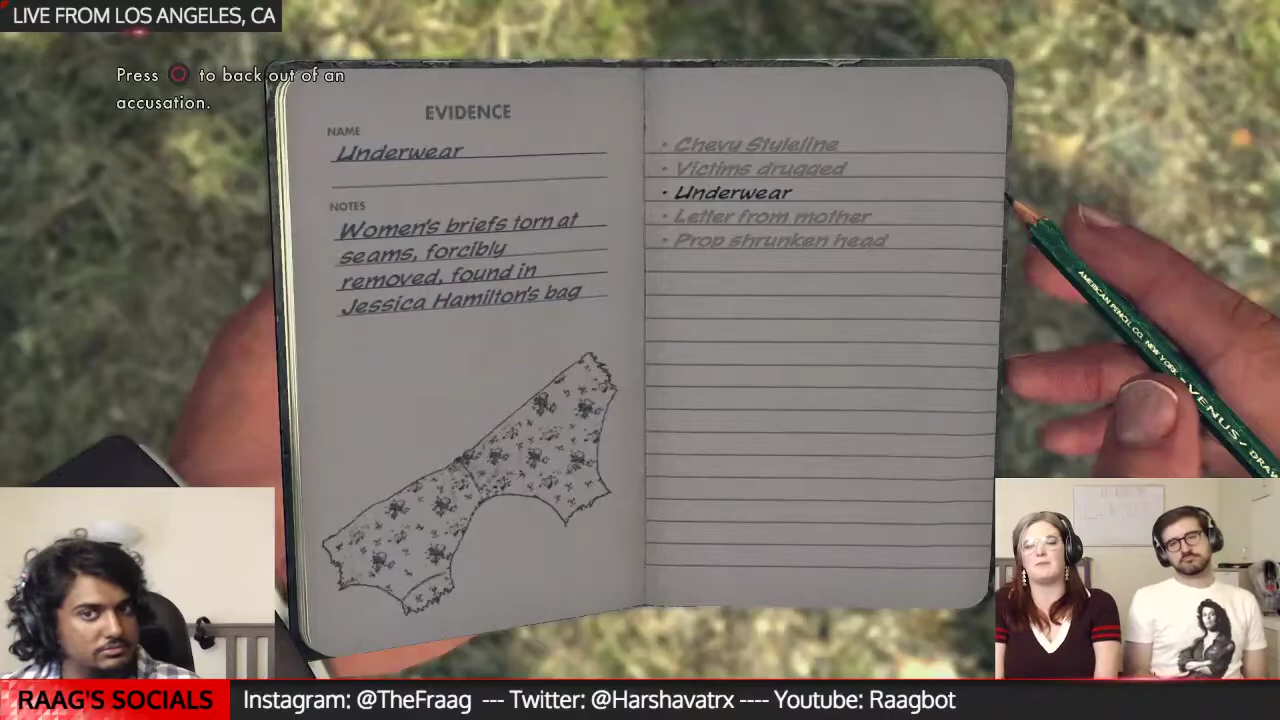 LIVE FROM LOS ANGELES, CA
Press ○ to back out of an
accusation.
EVIDENCE
NAME
Underwear
NOTES
Women's briefs torn at
seams, forcibly
removed, found in
Jessica Hamilton's bag
• Chevy Styleline
• Victims drugged
• Underwear
• Letter from mother
• Prop shrunken head
AMERICAN PENCIL CO. NEW YORK
VENUS
RAAG'S SOCIALS
Instagram: @TheFraag --- Twitter: @Harshavatrx ---- Youtube: Raagbot